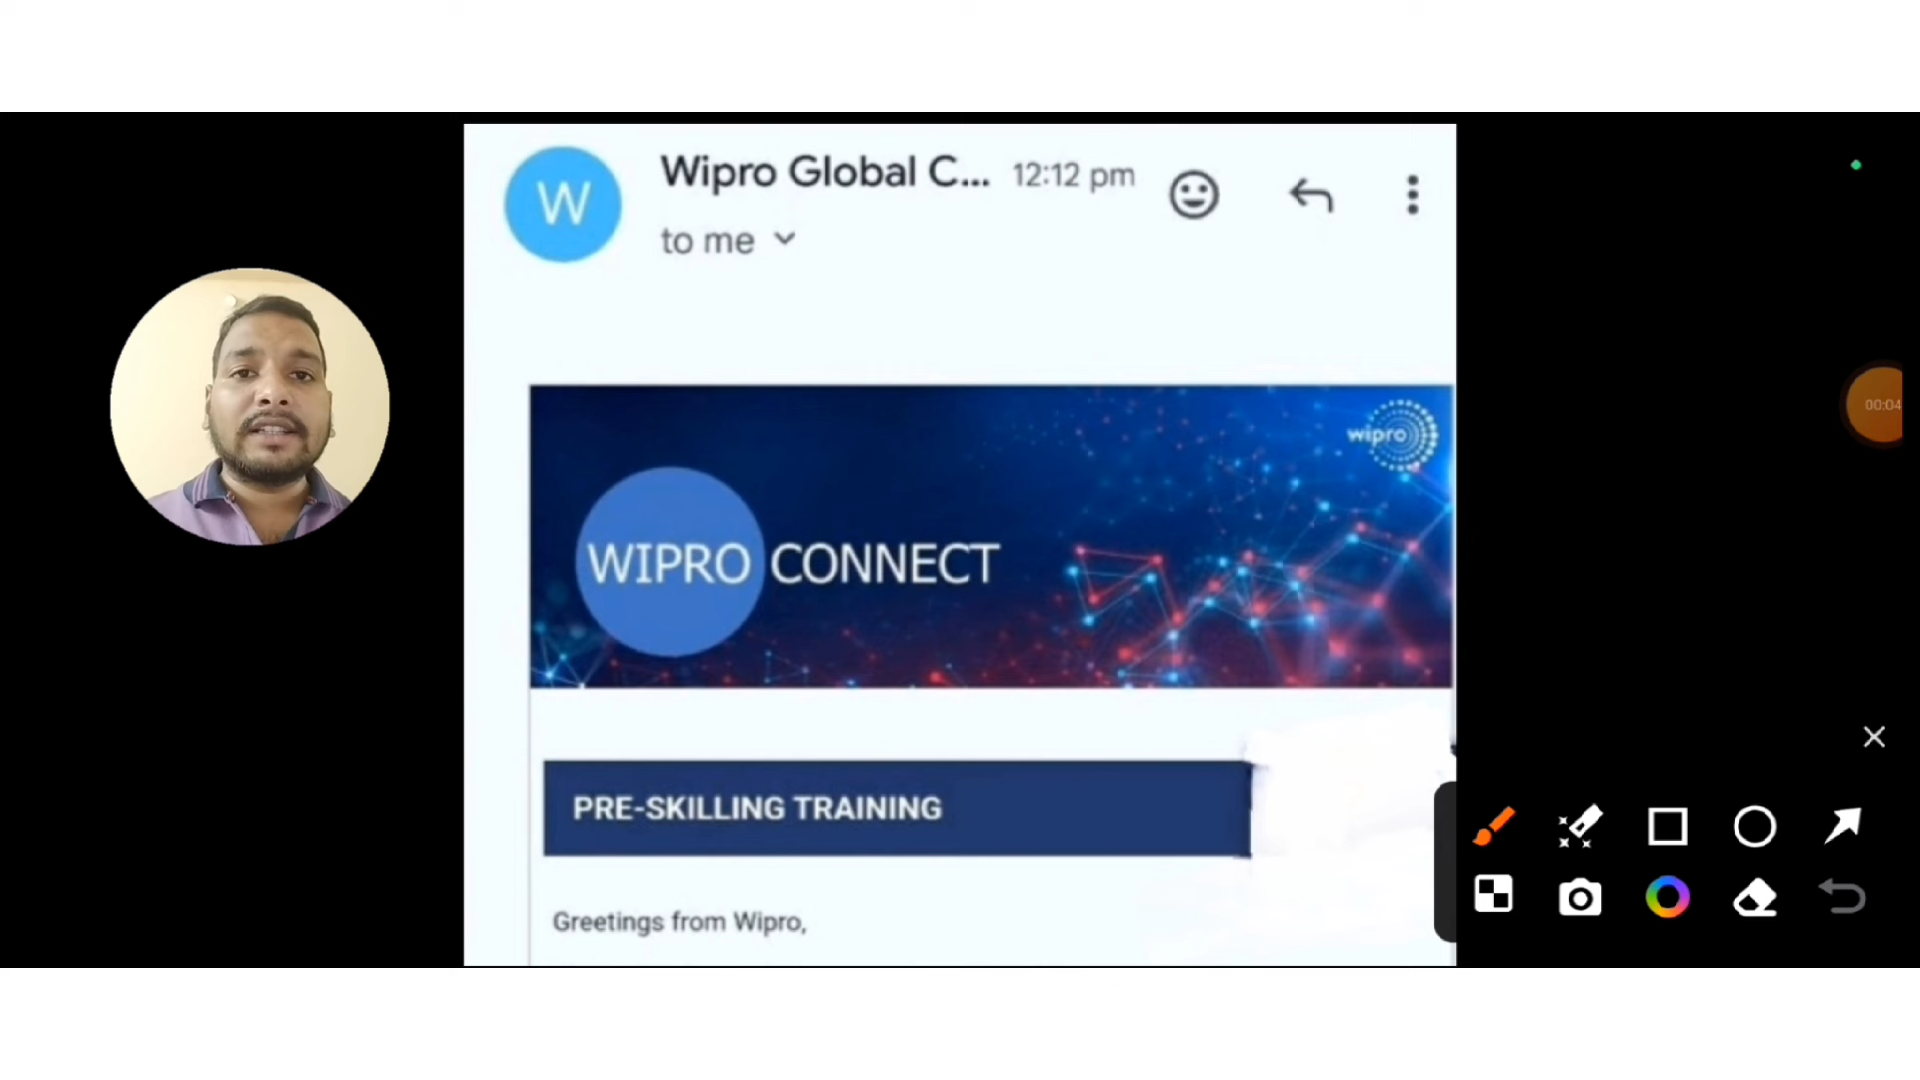 W
Wipro Global C... 12:12 pm
to me
wipro
WIPRO CONNECT
00:04
PRE-SKILLING TRAINING
Greetings from Wipro,